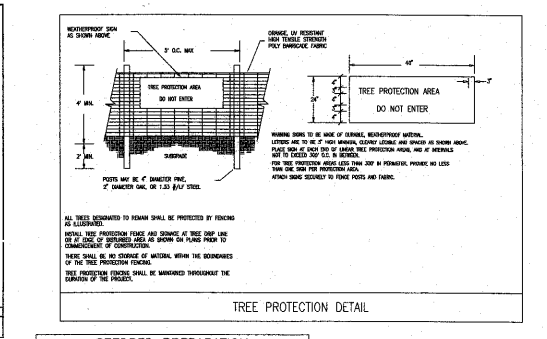 WEATHERPROOF SIGN
AS SHOWN ABOVE
5' O.C. MAX
ORANGE, UV RESISTANT
HIGH TENSILE STRENGTH
POLY BARRICADE FABRIC
TREE PROTECTION AREA
DO NOT ENTER
4' MIN.
2' MIN.
SUBGRADE
POSTS MAY BE 4" DIAMETER PINE,
2" DIAMETER OAK, OR 1.33 #/LF STEEL
24"
3"
TREE PROTECTION AREA
DO NOT ENTER
WARNING SIGNS TO BE MADE OF DURABLE, WEATHERPROOF MATERIAL.
LETTERS ARE TO BE 3" HIGH MINIMUM, CLEARLY LEGIBLE AND SPACED AS SHOWN ABOVE.
PLACE SIGN AT EACH END OF LINEAR TREE PROTECTION AREAS, AND AT INTERVALS
NOT TO EXCEED 300' O.C. IN BETWEEN.
FOR TREE PROTECTION AREAS LESS THAN 200' IN PERIMETER, PROVIDE NO LESS
THAN ONE SIGN PER PROTECTION AREA.
ATTACH SIGNS SECURELY TO FENCE POSTS AND FABRIC.
ALL TREES DESIGNATED TO REMAIN SHALL BE PROTECTED BY FENCING
AS ILLUSTRATED.
INSTALL TREE PROTECTION FENCE AND SIGNAGE AT TREE DRIP LINE
OR AT EDGE OF DISTURBED AREA AS SHOWN ON PLANS PRIOR TO
COMMENCEMENT OF CONSTRUCTION.
THERE SHALL BE NO STORAGE OF MATERIAL WITHIN THE BOUNDARIES
OF THE TREE PROTECTION FENCING.
TREE PROTECTION FENCING SHALL BE MAINTAINED THROUGHOUT THE
DURATION OF THE PROJECT.
TREE PROTECTION DETAIL
PREPARATION